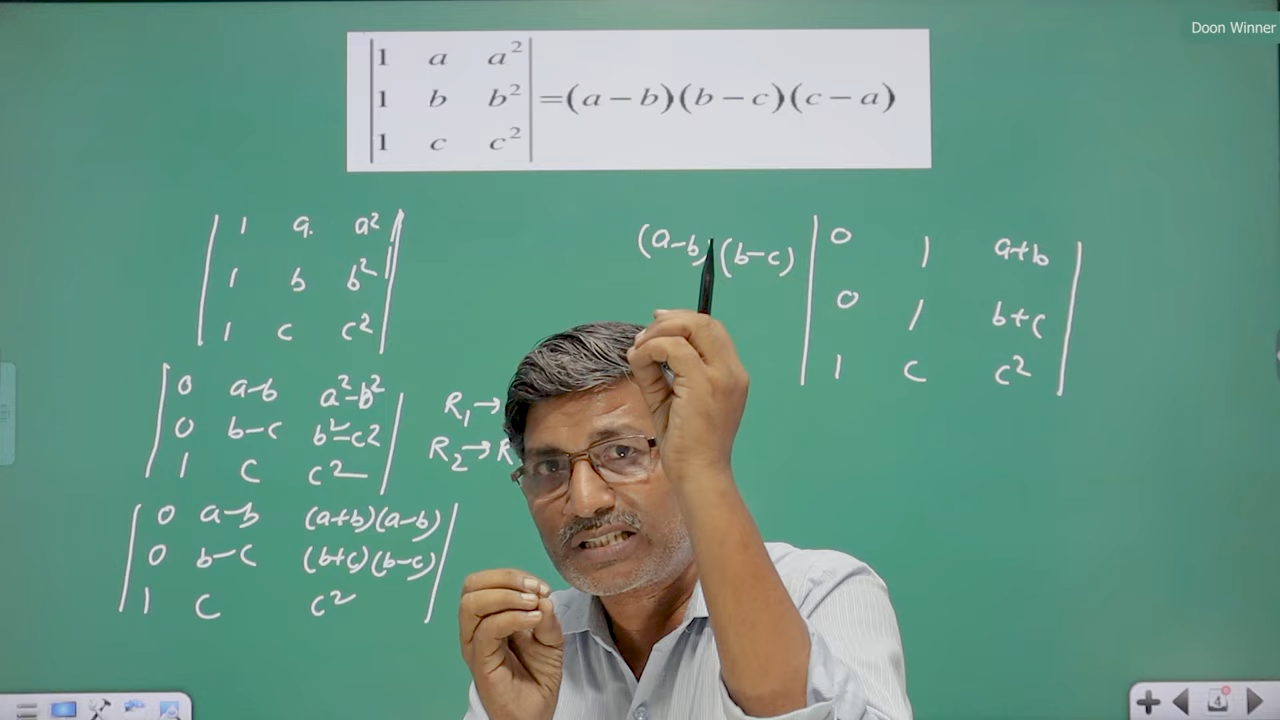 Doon Winner
1 a a²
1 b b² =(a − b)(b − c)(c − a)
1 c c²
1 a a²
1 b b²
1 c c²
0 a-b a²-b²
0 b-c b²-c²
1 c c²
R₁→
R₂→R
0 a-b (a+b)(a-b)
0 b-c (b+c)(b-c)
1 c c²
(a-b)(b-c) 0 1 a+b
0 1 b+c
1 c c²
4